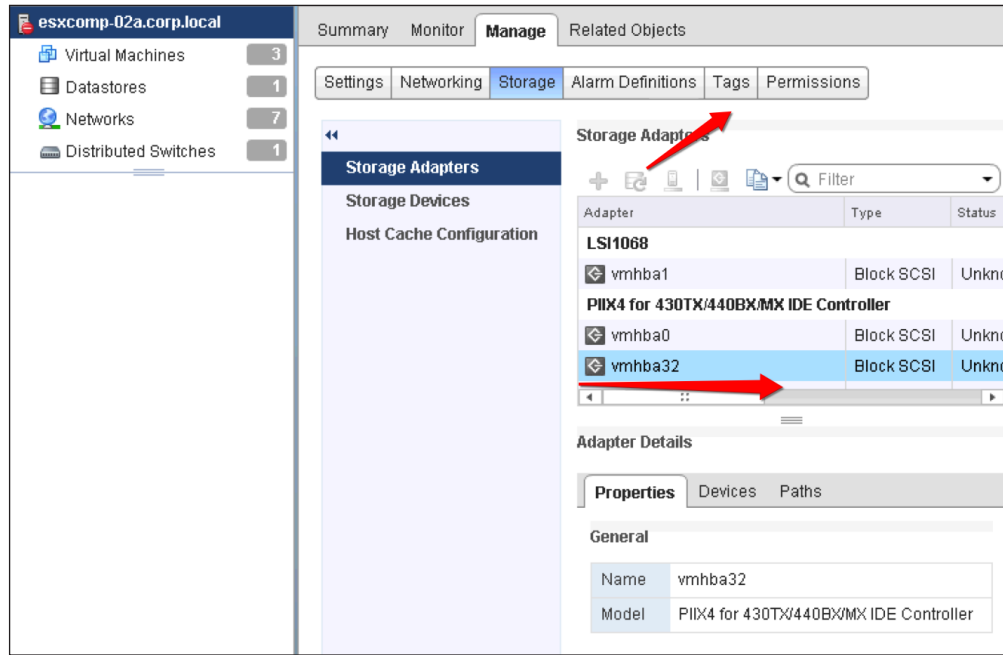 esxcomp-02a.corp.local
Virtual Machines 3
Datastores 1
Networks 7
Distributed Switches 1
Summary Monitor Manage Related Objects
Settings Networking Storage Alarm Definitions Tags Permissions
Storage Adapters
Storage Devices
Host Cache Configuration
Storage Adapters
Filter
Adapter Type Status
LSI1068
vmhba1 Block SCSI Unkno
PIIX4 for 430TX/440BX/MX IDE Controller
vmhba0 Block SCSI Unkno
vmhba32 Block SCSI Unkno
Adapter Details
Properties Devices Paths
General
Name vmhba32
Model PIIX4 for 430TX/440BX/MX IDE Controller